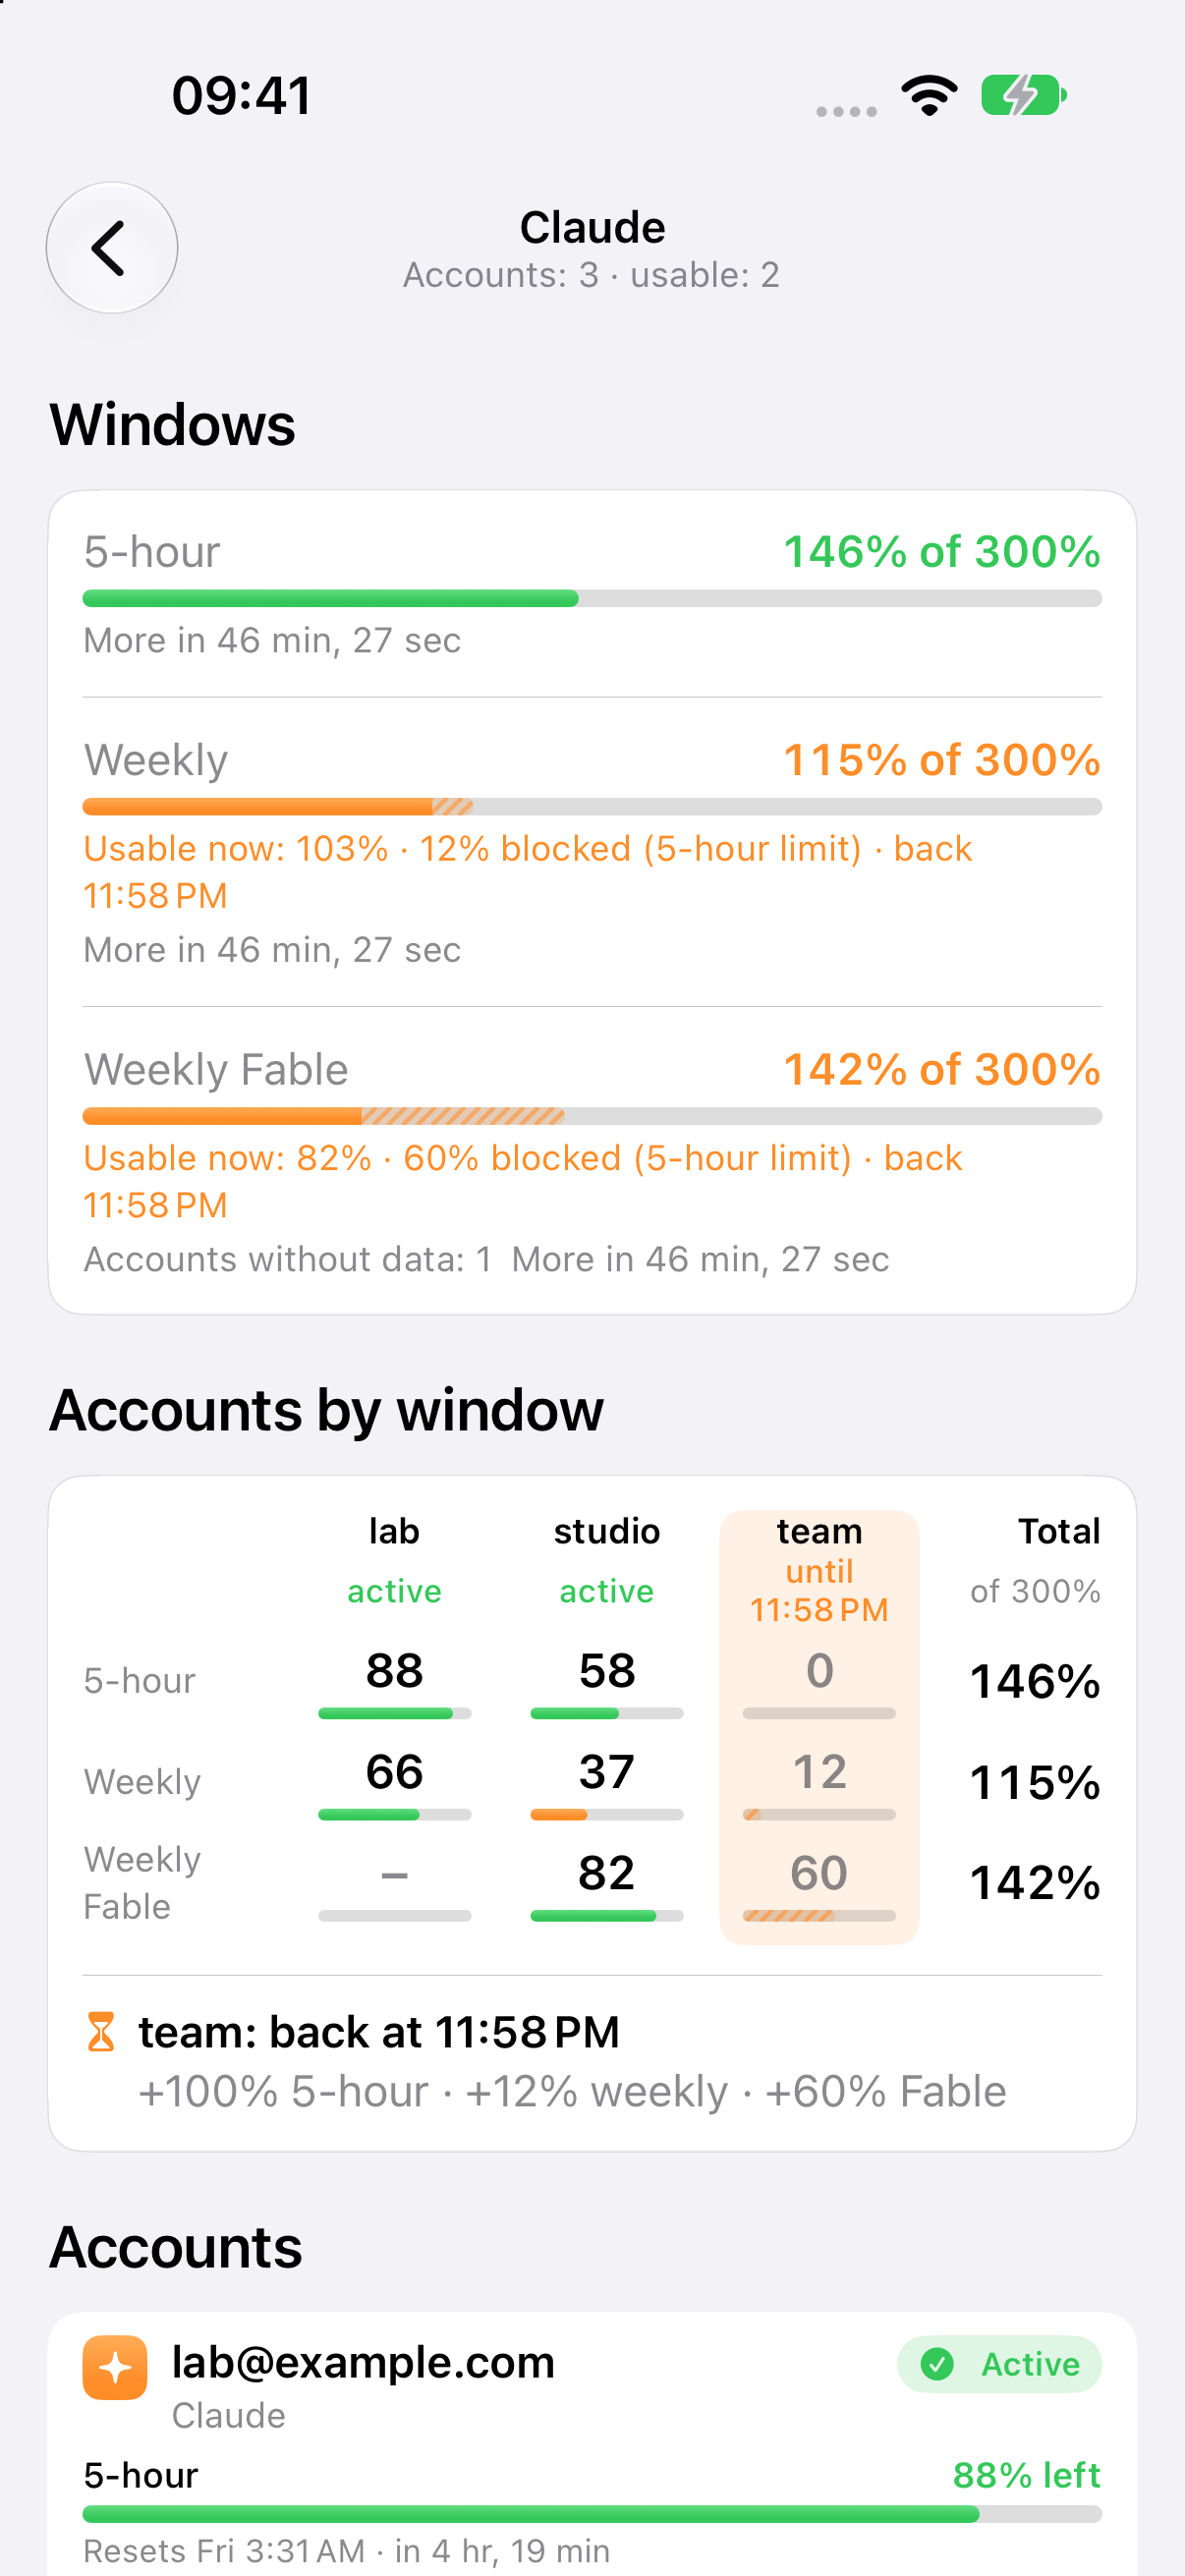 09:41
Claude
Accounts: 3 · usable: 2
Windows
5-hour 146% of 300%
More in 46 min, 27 sec
Weekly 115% of 300%
Usable now: 103% · 12% blocked (5-hour limit) · back
11:58 PM
More in 46 min, 27 sec
Weekly Fable 142% of 300%
Usable now: 82% · 60% blocked (5-hour limit) · back
11:58 PM
Accounts without data: 1 More in 46 min, 27 sec
Accounts by window
lab studio team Total
active active until 11:58 PM of 300%
5-hour 88 58 0 146%
Weekly 66 37 12 115%
Weekly Fable – 82 60 142%
team: back at 11:58 PM
+100% 5-hour · +12% weekly · +60% Fable
Accounts
lab@example.com Active
Claude
5-hour 88% left
Resets Fri 3:31 AM · in 4 hr, 19 min